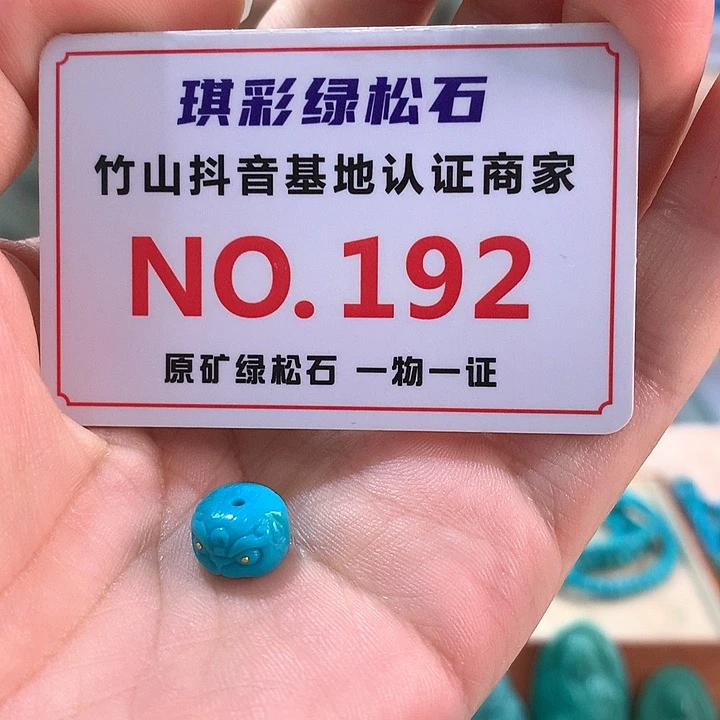 琪彩绿松石
竹山抖音基地认证商家
NO.192
原矿绿松石 一物一证